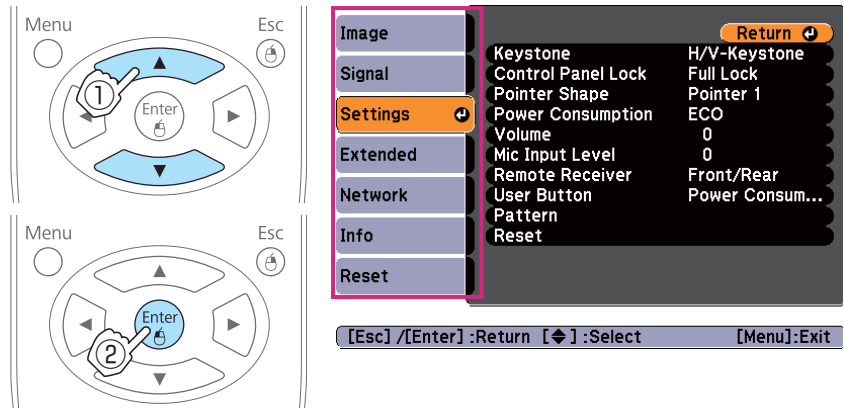 Menu
Esc
1
Enter
Menu
Esc
Enter
2
Image
Signal
Settings
Extended
Network
Info
Reset
Return
Keystone H/V-Keystone
Control Panel Lock Full Lock
Pointer Shape Pointer 1
Power Consumption ECO
Volume 0
Mic Input Level 0
Remote Receiver Front/Rear
User Button Power Consum...
Pattern
Reset
[Esc] /[Enter] :Return [◆] :Select [Menu]:Exit